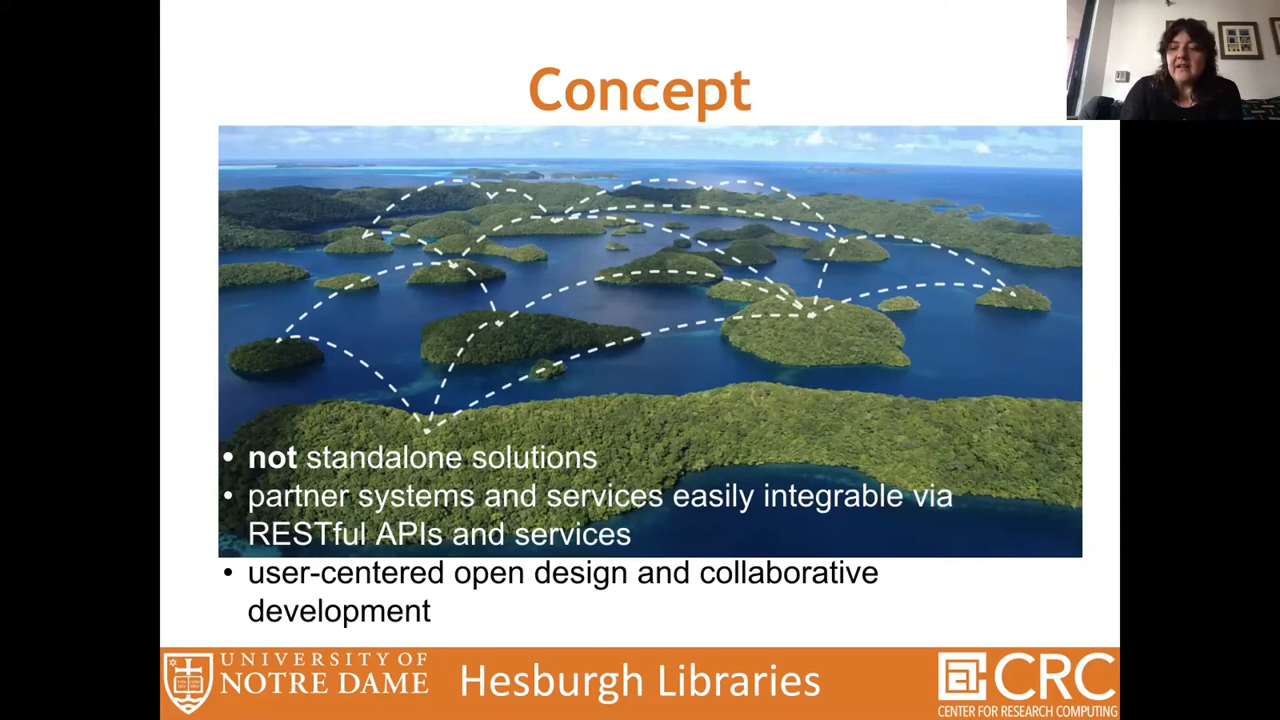 Concept
• not standalone solutions
• partner systems and services easily integrable via
RESTful APIs and services
• user-centered open design and collaborative
development
UNIVERSITY OF
NOTRE DAME
Hesburgh Libraries
CRC
CENTER FOR RESEARCH COMPUTING